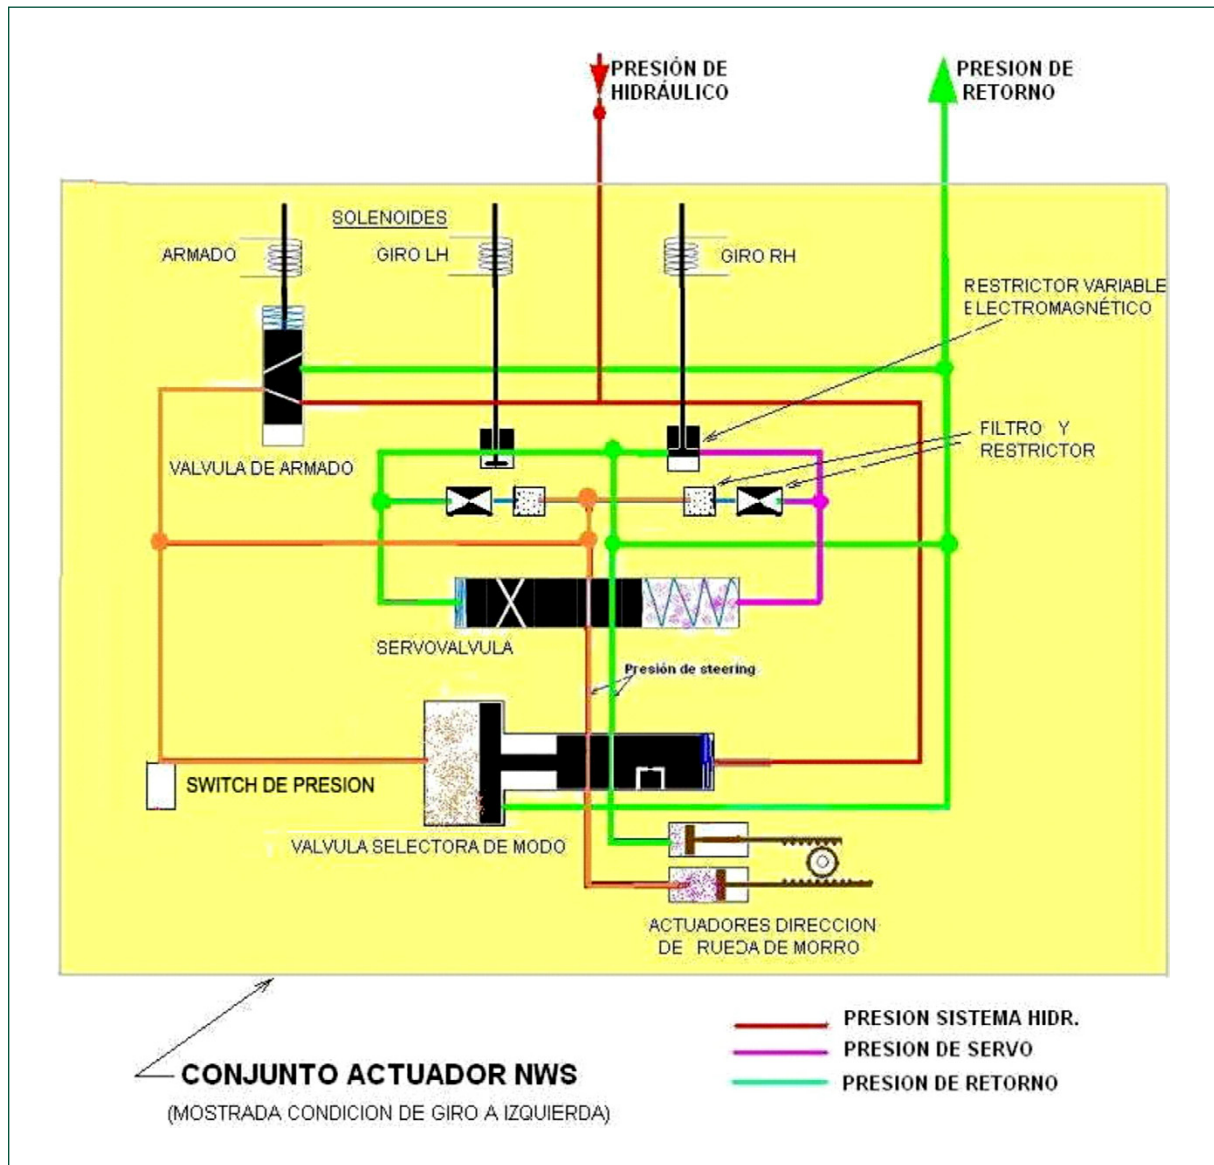 PRESIÓN DE
HIDRÁULICO
PRESION DE
RETORNO
SOLENOIDES
ARMADO
GIRO LH
GIRO RH
RESTRICTOR VARIABLE
ELECTROMAGNÉTICO
FILTRO Y
RESTRICTOR
VALVULA DE ARMADO
SERVOVALVULA
Presión de steering
SWITCH DE PRESION
VALVULA SELECTORA DE MODO
ACTUADORES DIRECCION
DE RUEDA DE MORRO
PRESION SISTEMA HIDR.
PRESION DE SERVO
PRESION DE RETORNO
CONJUNTO ACTUADOR NWS
(MOSTRADA CONDICION DE GIRO A IZQUIERDA)